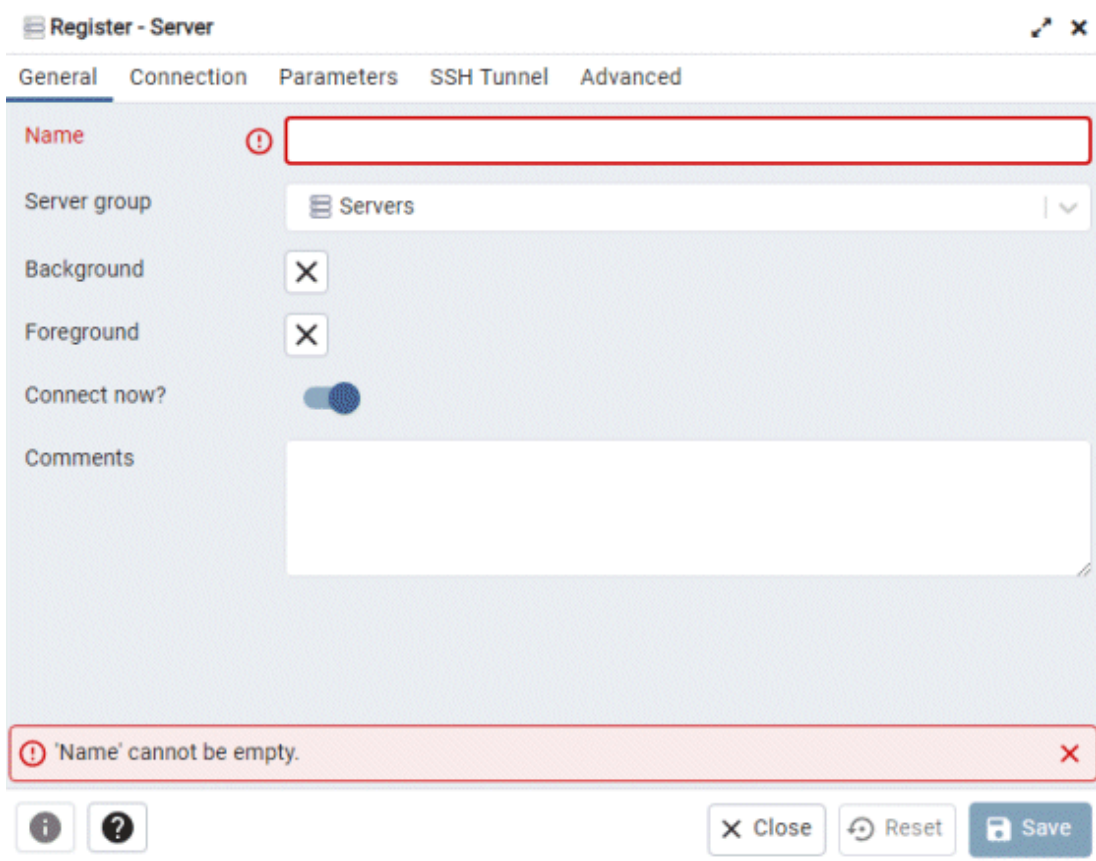 Register - Server
General Connection Parameters SSH Tunnel Advanced
Name
Server group Servers
Background
Foreground
Connect now?
Comments
'Name' cannot be empty.
Close Reset Save